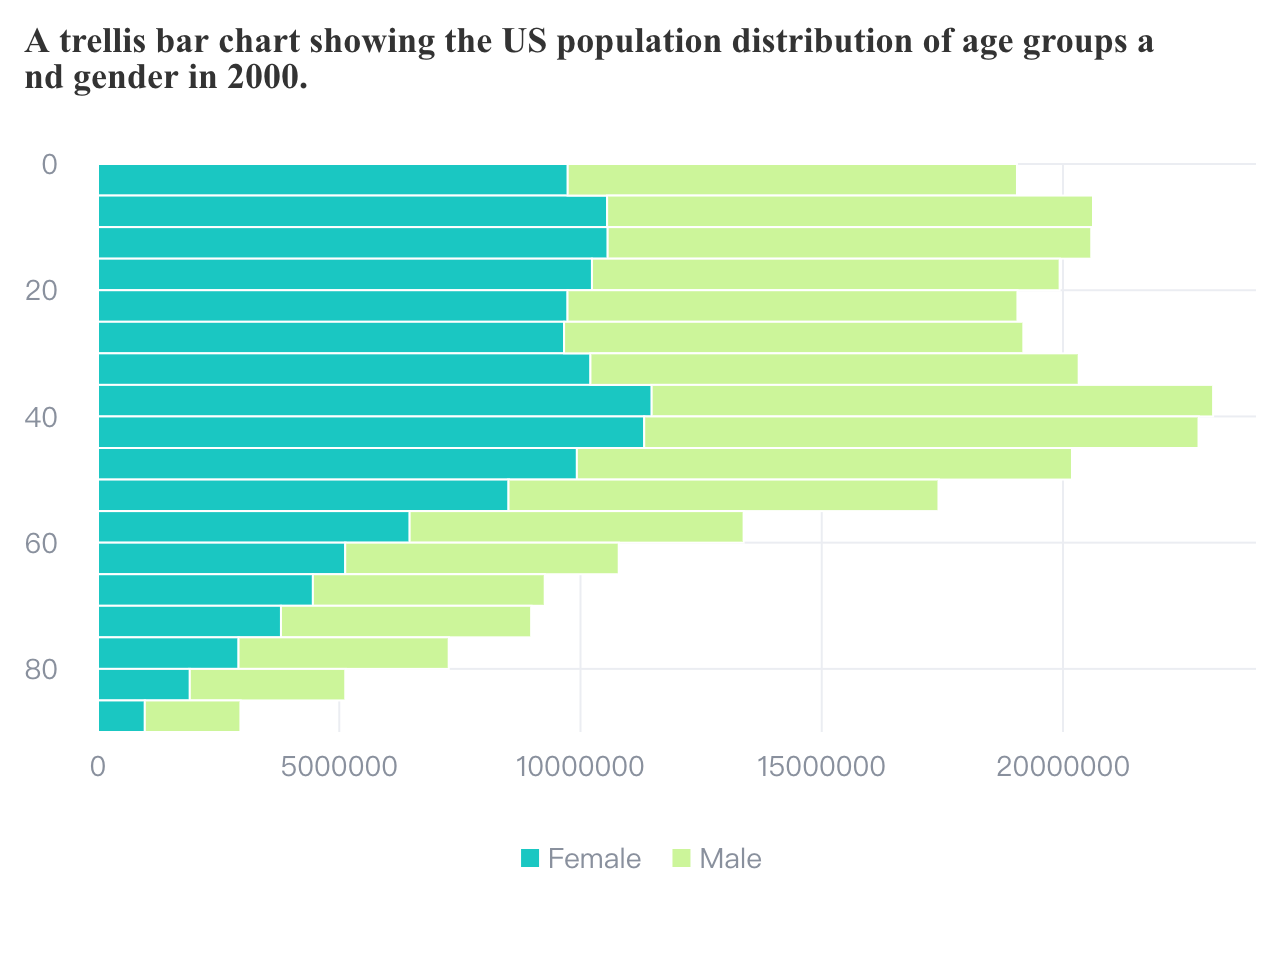 A trellis bar chart showing the US population distribution of age groups a
nd gender in 2000.
0
20
40
60
80
0 5000000 10000000 15000000 20000000
Female Male